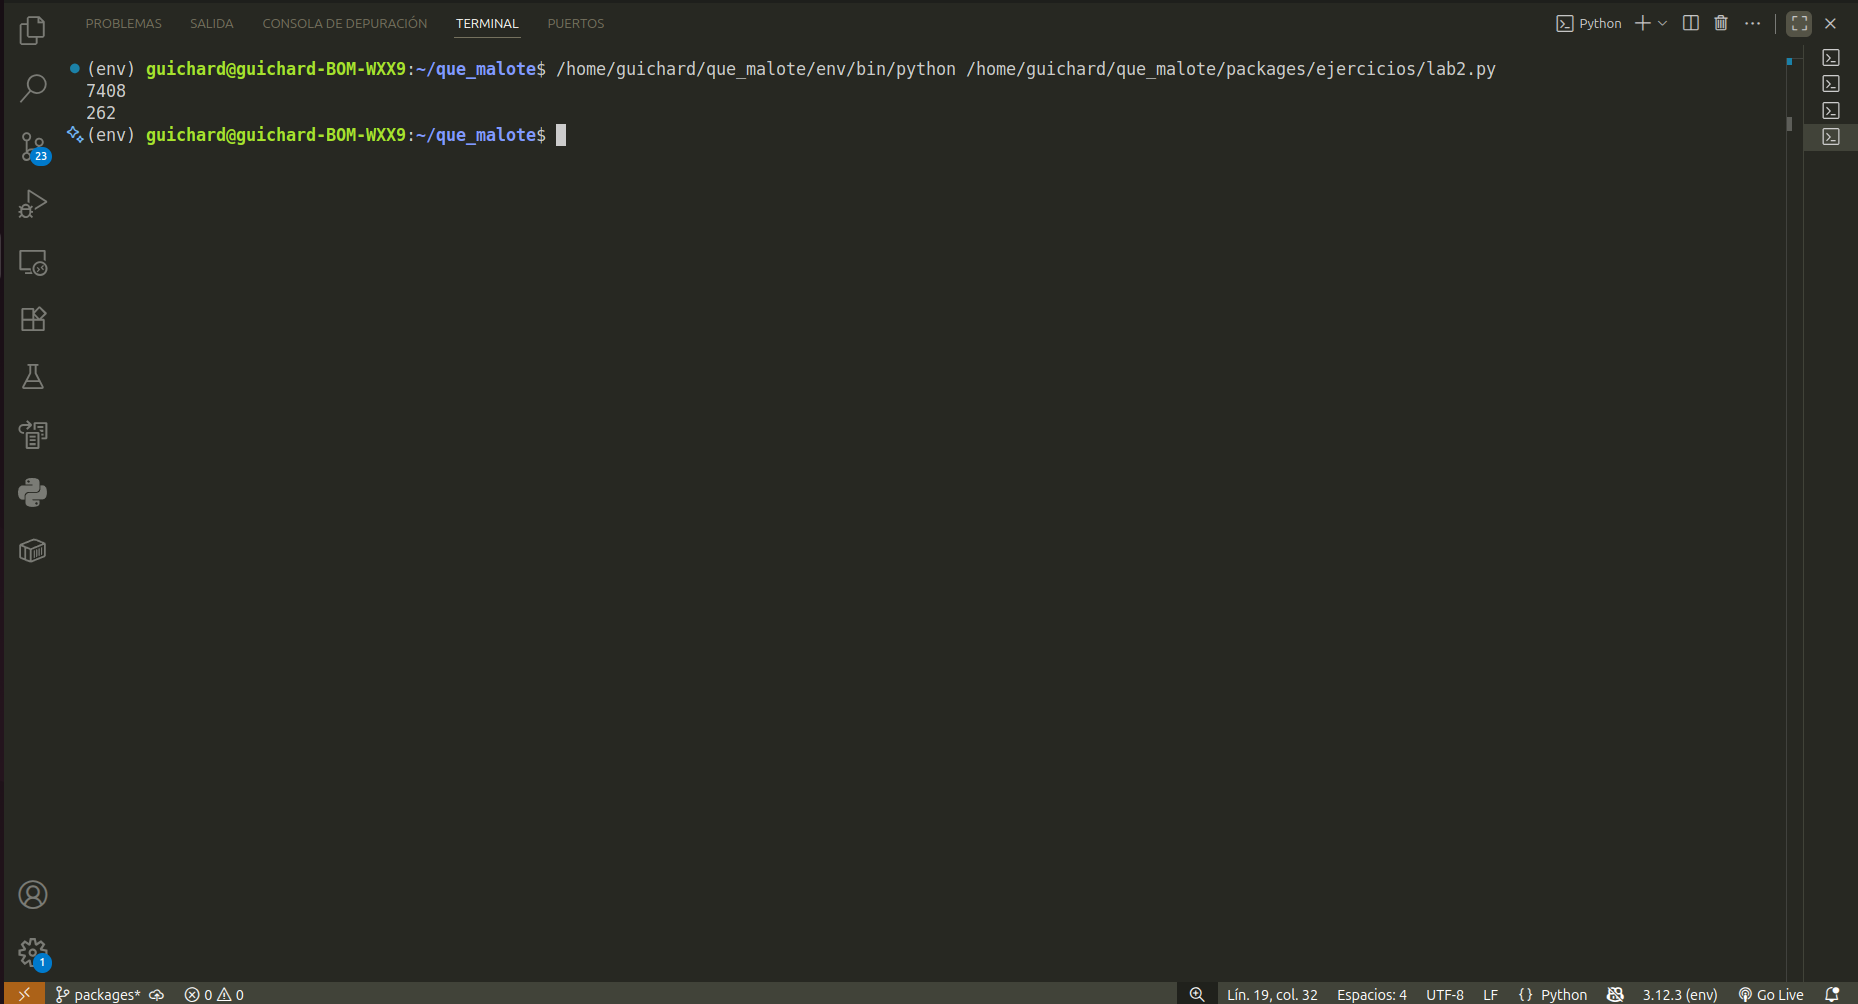 PROBLEMAS SALIDA CONSOLA DE DEPURACIÓN TERMINAL PUERTOS Python
(env) guichard@guichard-BOM-WXX9:~/que_malote$ /home/guichard/que_malote/env/bin/python /home/guichard/que_malote/packages/ejercicios/lab2.py
7408
262
(env) guichard@guichard-BOM-WXX9:~/que_malote$
23
1
packages* 0 0 Lín. 19, col. 32 Espacios: 4 UTF-8 LF {} Python 3.12.3 (env) Go Live